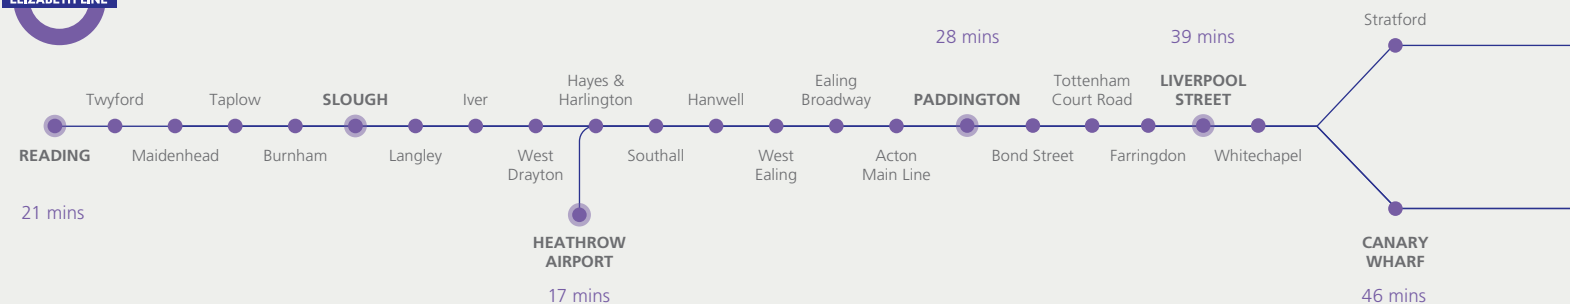 ELIZABETH LINE
Stratford
28 mins
39 mins
Twyford
Taplow
SLOUGH
Iver
Hayes &
Harlington
Hanwell
Ealing
Broadway
PADDINGTON
Tottenham
Court Road
LIVERPOOL
STREET
READING
Maidenhead
Burnham
Langley
West
Drayton
Southall
West
Ealing
Acton
Main Line
Bond Street
Farringdon
Whitechapel
21 mins
HEATHROW
AIRPORT
17 mins
CANARY
WHARF
46 mins